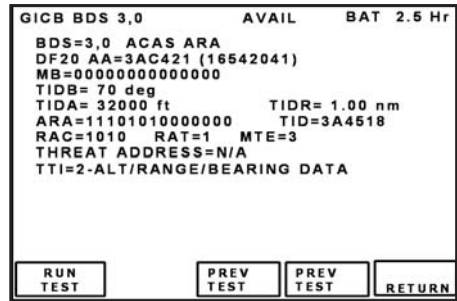 GICB BDS 3,0 AVAIL BAT 2.5 Hr
BDS=3,0 ACAS ARA
DF20 AA=3AC421 (16542041)
MB=00000000000000
TIDB= 70 deg
TIDA= 32000 ft TIDR= 1.00 nm
ARA=11101010000000 TID=3A4518
RAC=1010 RAT=1 MTE=3
THREAT ADDRESS=N/A
TTI=2-ALT/RANGE/BEARING DATA
RUN TEST
PREV TEST
PREV TEST
RETURN